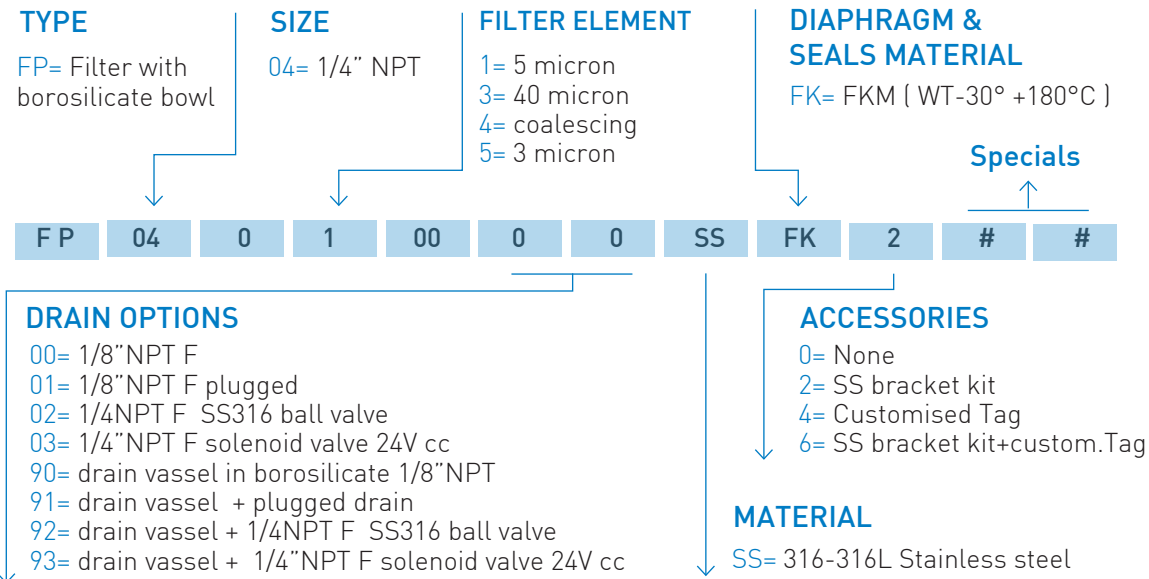 TYPE
FP= Filter with
borosilicate bowl
SIZE
04= 1/4” NPT
FILTER ELEMENT
1= 5 micron
3= 40 micron
4= coalescing
5= 3 micron
DIAPHRAGM &
SEALS MATERIAL
FK= FKM ( WT-30° +180°C )
Specials
F P 04 0 1 00 0 0 SS FK 2 # #
DRAIN OPTIONS
00= 1/8”NPT F
01= 1/8”NPT F plugged
02= 1/4NPT F SS316 ball valve
03= 1/4”NPT F solenoid valve 24V cc
90= drain vassel in borosilicate 1/8”NPT
91= drain vassel + plugged drain
92= drain vassel + 1/4NPT F SS316 ball valve
93= drain vassel + 1/4”NPT F solenoid valve 24V cc
ACCESSORIES
0= None
2= SS bracket kit
4= Customised Tag
6= SS bracket kit+custom.Tag
MATERIAL
SS= 316-316L Stainless steel